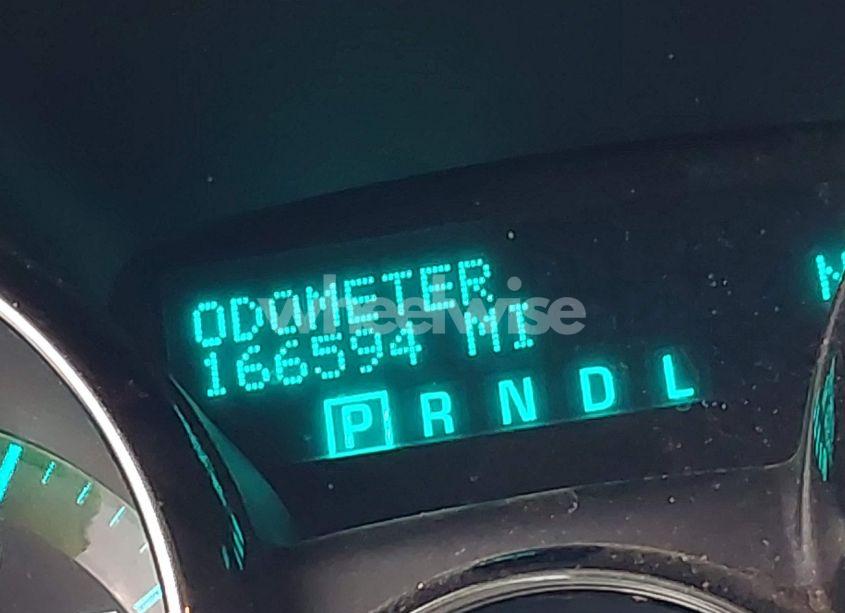 ODOMETER
166594 MI
P R N D L
wheelwise